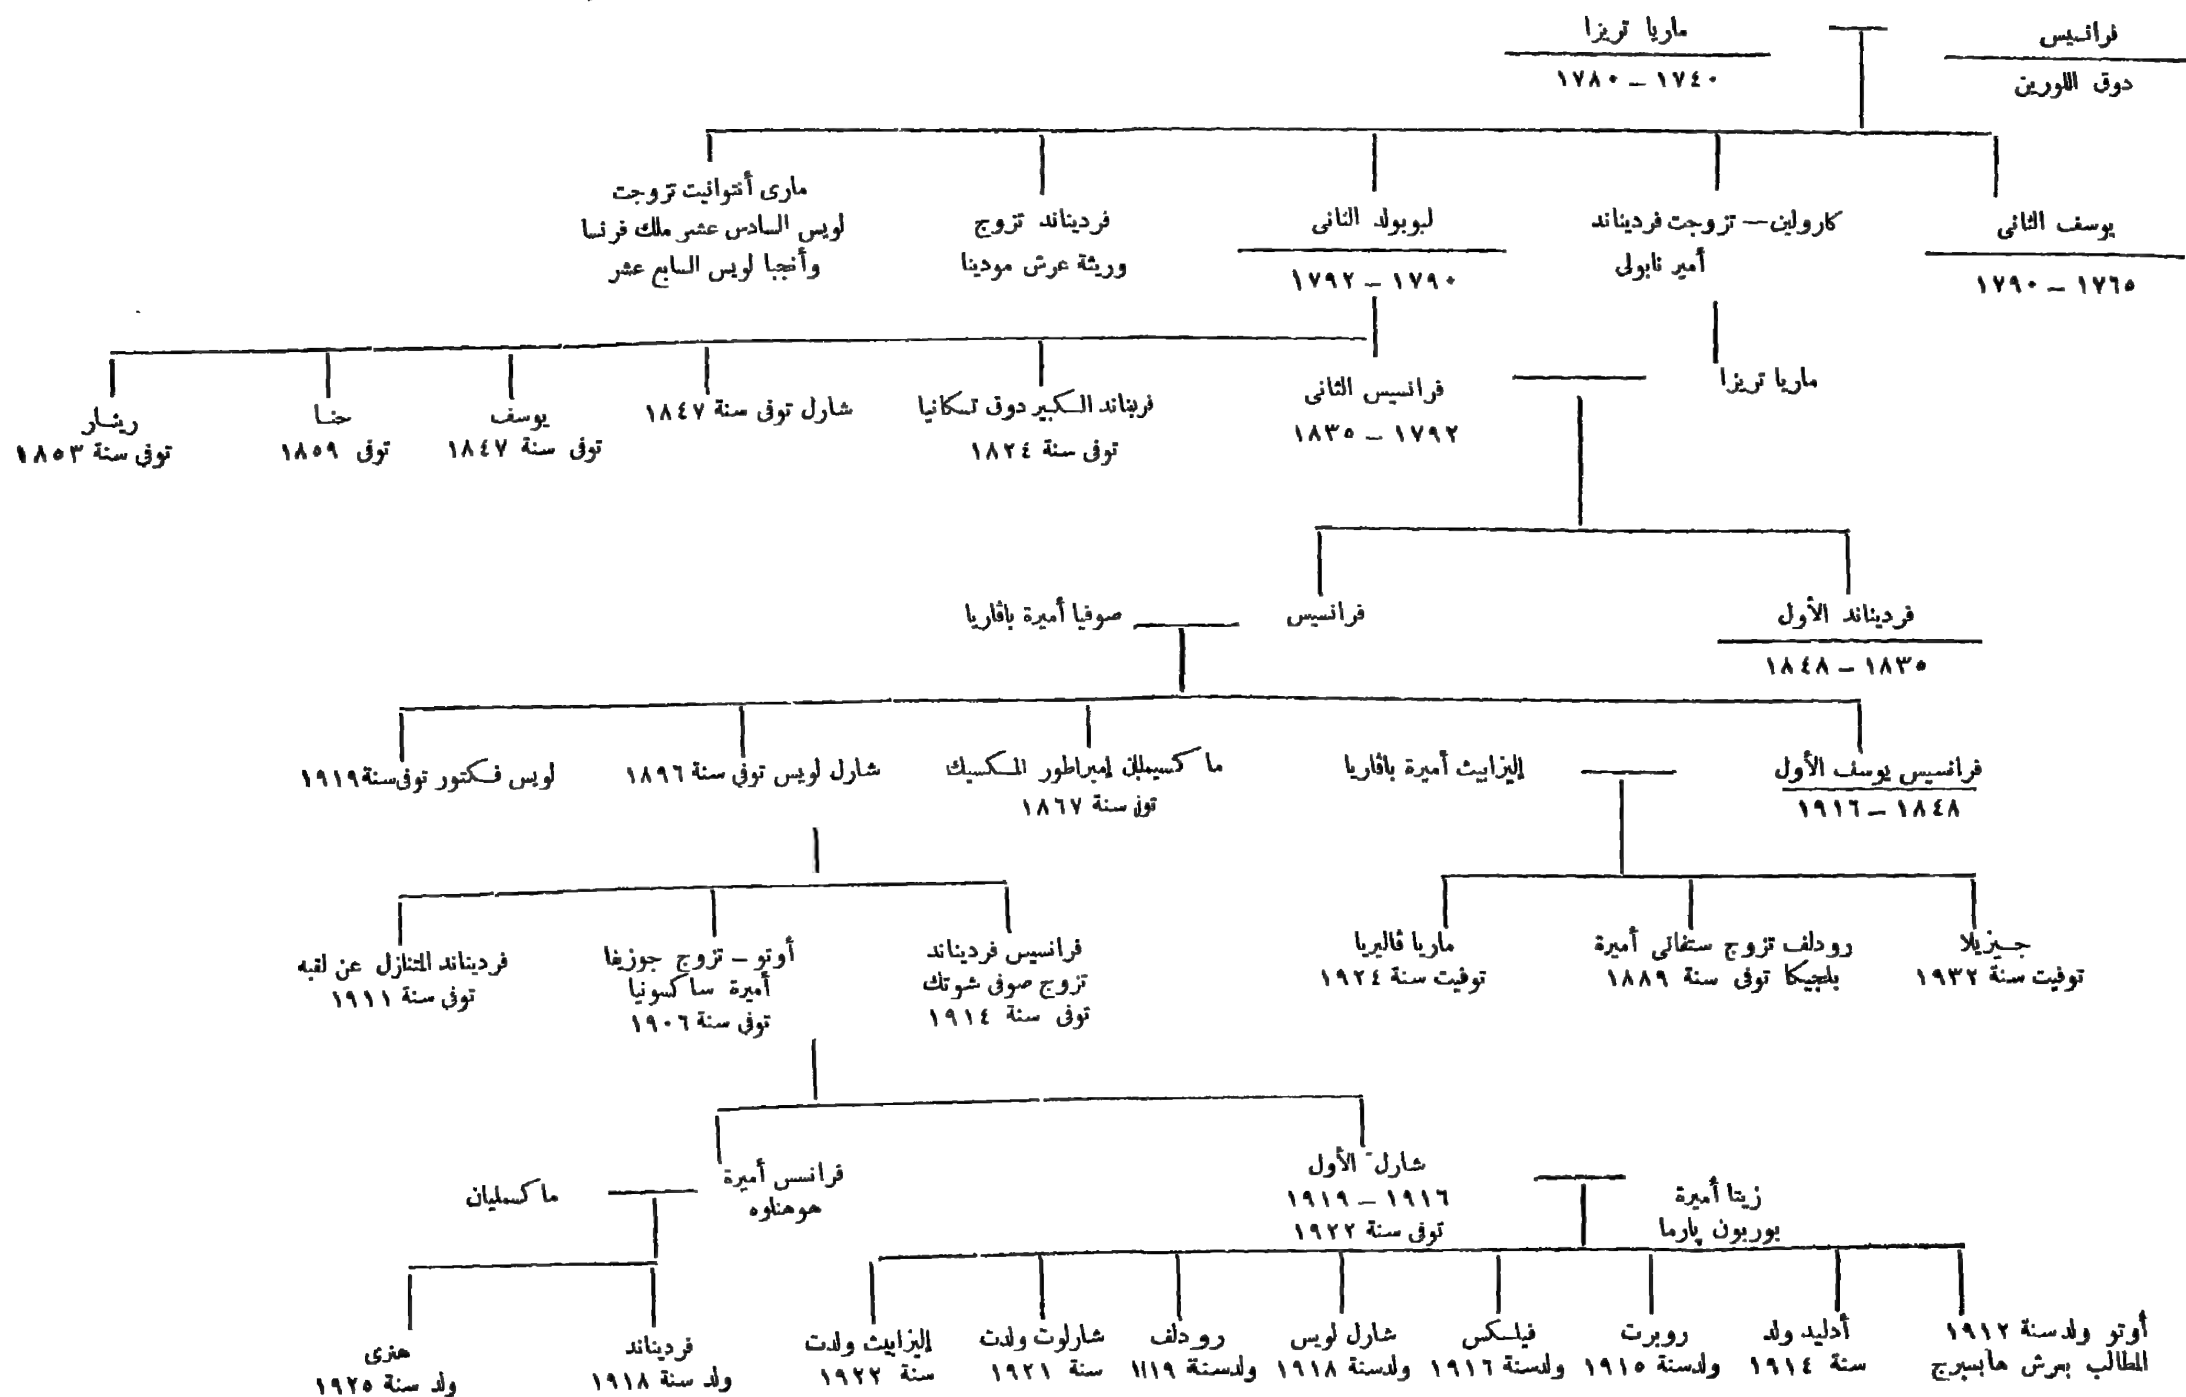 فرانسيس
دوق اللورين
ماريا تريزا
١٧٤٠ – ١٧٨٠
يوسف الثانى
١٧٦٥ – ١٧٩٠
كارولين — تزوجت فرديناند
أمير نابولى
لبوبولد الثانى
١٧٩٠ – ١٧٩٢
فرديناند تزوج
وريثة عرش مودينا
مارى أنتوانيت تزوجت
لويس السادس عشر ملك فرنسا
وأنجبا لويس السابع عشر
ماريا تريزا
فرانسيس الثانى
١٧٩٢ – ١٨٣٥
فريناند الكبير دوق تسكانيا
توفى سنة ١٨٢٤
شارل توفى سنة ١٨٤٧
يوسف
توفى سنة ١٨٤٧
حنا
توفى ١٨٥٩
رينار
توفى سنة ١٨٥٣
فرديناند الأول
١٨٣٥ – ١٨٤٨
فرانسيس
صوفيا أميرة باڤاريا
فرانسيس يوسف الأول
١٨٤٨ – ١٩١٦
إليزابيث أميرة باڤاريا
ماكسيمليان إمبراطور المكسيك
توفى سنة ١٨٦٧
شارل لويس توفى سنة ١٨٩٦
لويس فكتور توفى سنة ١٩١٩
جيزيلا
توفيت سنة ١٩٣٢
رودلف تزوج ستفانى أميرة
بلجيكا توفى سنة ١٨٨٩
ماريا ڤاليريا
توفيت سنة ١٩٢٤
فرانسيس فرديناند
تزوج صوفى شوتك
توفى سنة ١٩١٤
أوتو – تزوج جوزيفا
أميرة ساكسونيا
توفى سنة ١٩٠٦
فرديناند المتنازل عن لقبه
توفى سنة ١٩١١
زيتا أميرة
بوربون پارما
شارل الأول
١٩١٦ – ١٩١٩
توفى سنة ١٩٢٢
فرانسس أميرة
هوهناوه
ماكسمليان
أوتو ولد سنة ١٩١٢
المطالب بعرش هابسبرج
أدليد ولد
سنة ١٩١٤
روبرت
ولد سنة ١٩١٥
فيلكس
ولد سنة ١٩١٦
شارل لويس
ولد سنة ١٩١٨
رودلف
ولد سنة ١٩١٩
شارلوت ولدت
سنة ١٩٢١
إليزابيث ولدت
سنة ١٩٢٢
فرديناند
ولد سنة ١٩١٨
هنرى
ولد سنة ١٩٢٥